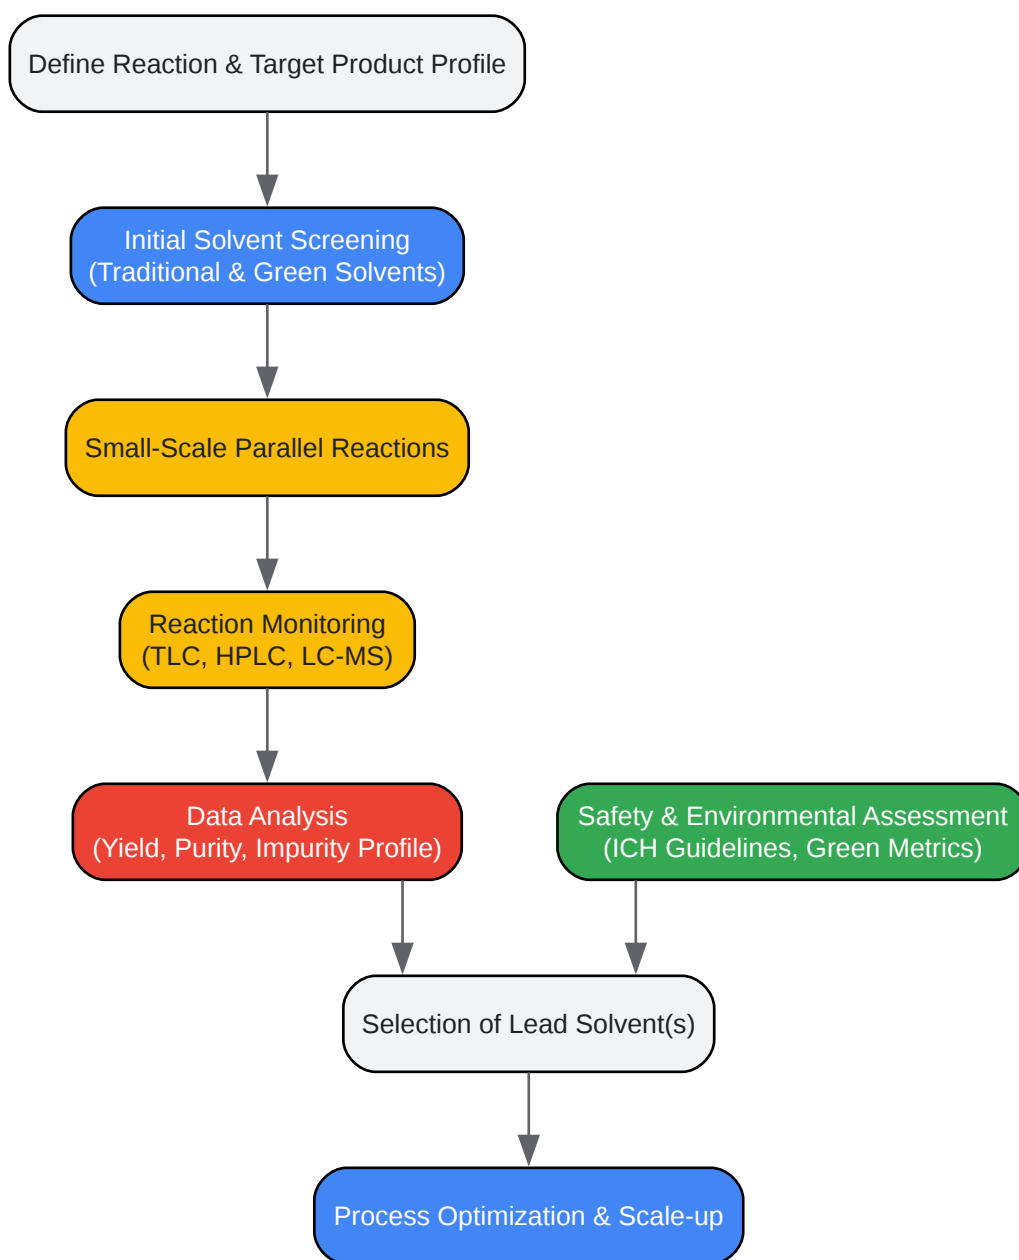 Define Reaction & Target Product Profile
Initial Solvent Screening
(Traditional & Green Solvents)
Small-Scale Parallel Reactions
Reaction Monitoring
(TLC, HPLC, LC-MS)
Data Analysis
(Yield, Purity, Impurity Profile)
Safety & Environmental Assessment
(ICH Guidelines, Green Metrics)
Selection of Lead Solvent(s)
Process Optimization & Scale-up